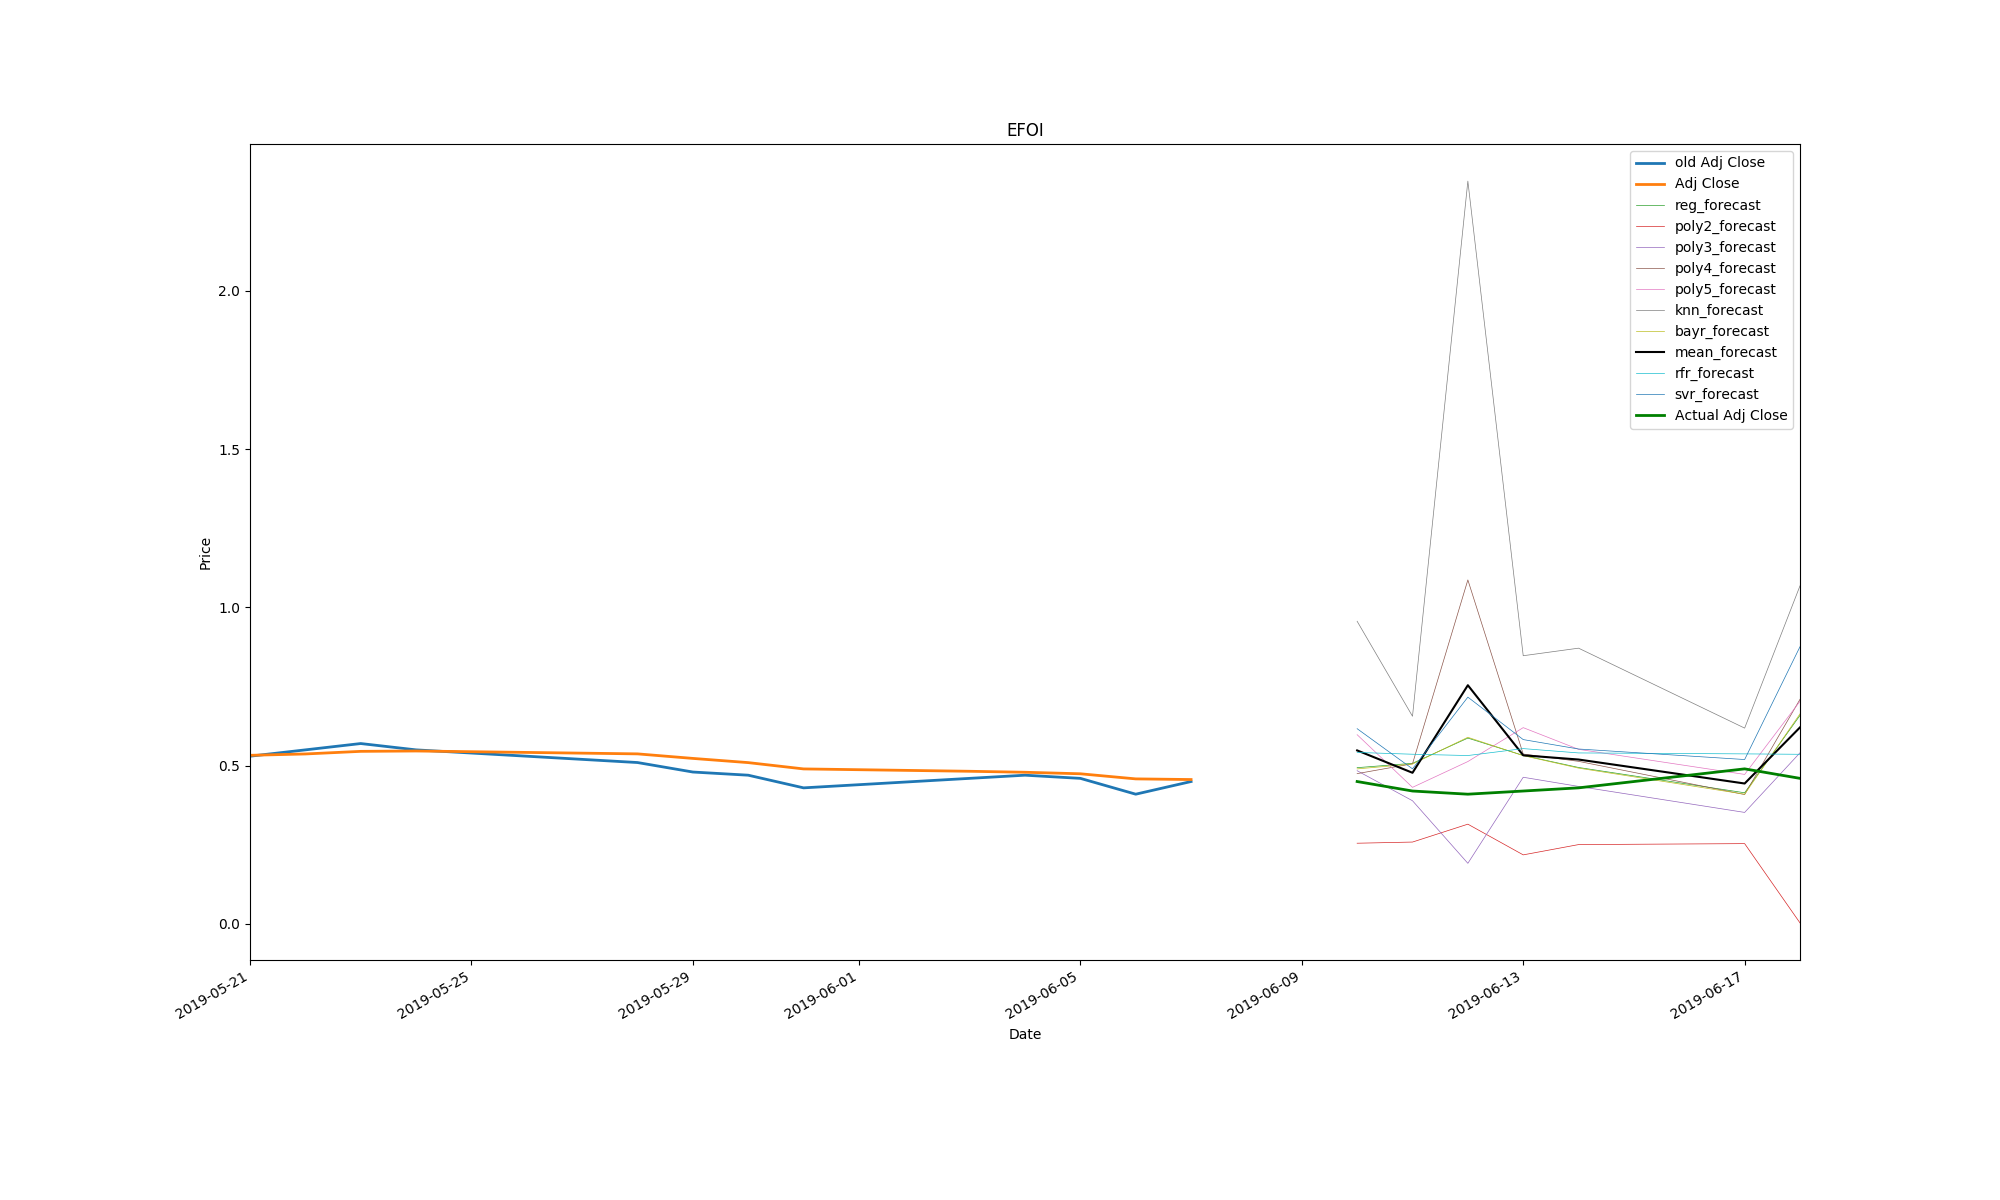 EFOI
old Adj Close
Adj Close
reg_forecast
poly2_forecast
poly3_forecast
poly4_forecast
poly5_forecast
knn_forecast
bayr_forecast
mean_forecast
rfr_forecast
svr_forecast
Actual Adj Close
2.0
1.5
1.0
0.5
0.0
Price
2019-05-21
2019-05-25
2019-05-29
2019-06-01
2019-06-05
2019-06-09
2019-06-13
2019-06-17
Date